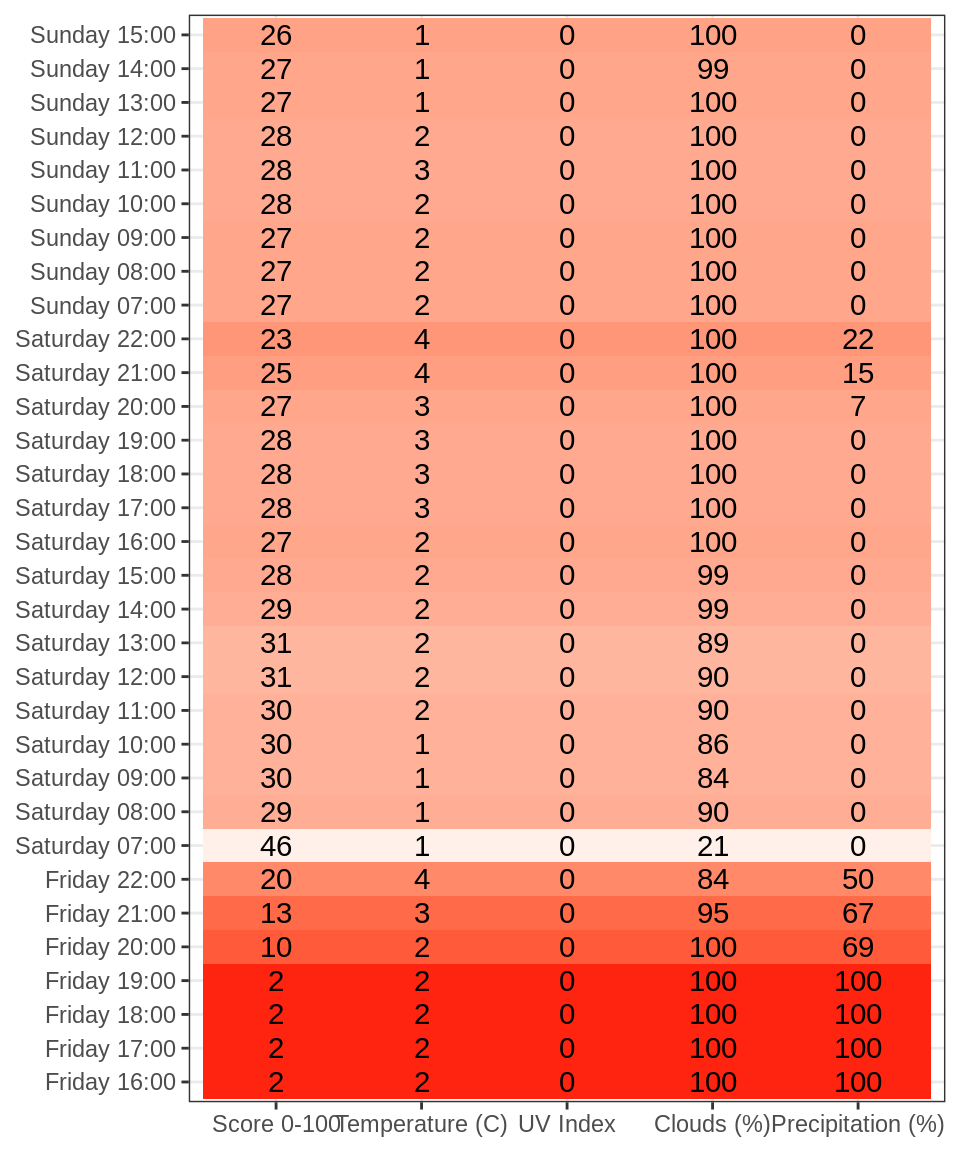 Sunday 15:00 26 1 0 100 0
Sunday 14:00 27 1 0 99 0
Sunday 13:00 27 1 0 100 0
Sunday 12:00 28 2 0 100 0
Sunday 11:00 28 3 0 100 0
Sunday 10:00 28 2 0 100 0
Sunday 09:00 27 2 0 100 0
Sunday 08:00 27 2 0 100 0
Sunday 07:00 27 2 0 100 0
Saturday 22:00 23 4 0 100 22
Saturday 21:00 25 4 0 100 15
Saturday 20:00 27 3 0 100 7
Saturday 19:00 28 3 0 100 0
Saturday 18:00 28 3 0 100 0
Saturday 17:00 28 3 0 100 0
Saturday 16:00 27 2 0 100 0
Saturday 15:00 28 2 0 99 0
Saturday 14:00 29 2 0 99 0
Saturday 13:00 31 2 0 89 0
Saturday 12:00 31 2 0 90 0
Saturday 11:00 30 2 0 90 0
Saturday 10:00 30 1 0 86 0
Saturday 09:00 30 1 0 84 0
Saturday 08:00 29 1 0 90 0
Saturday 07:00 46 1 0 21 0
Friday 22:00 20 4 0 84 50
Friday 21:00 13 3 0 95 67
Friday 20:00 10 2 0 100 69
Friday 19:00 2 2 0 100 100
Friday 18:00 2 2 0 100 100
Friday 17:00 2 2 0 100 100
Friday 16:00 2 2 0 100 100
Score 0-100 Temperature (C) UV Index Clouds (%) Precipitation (%)